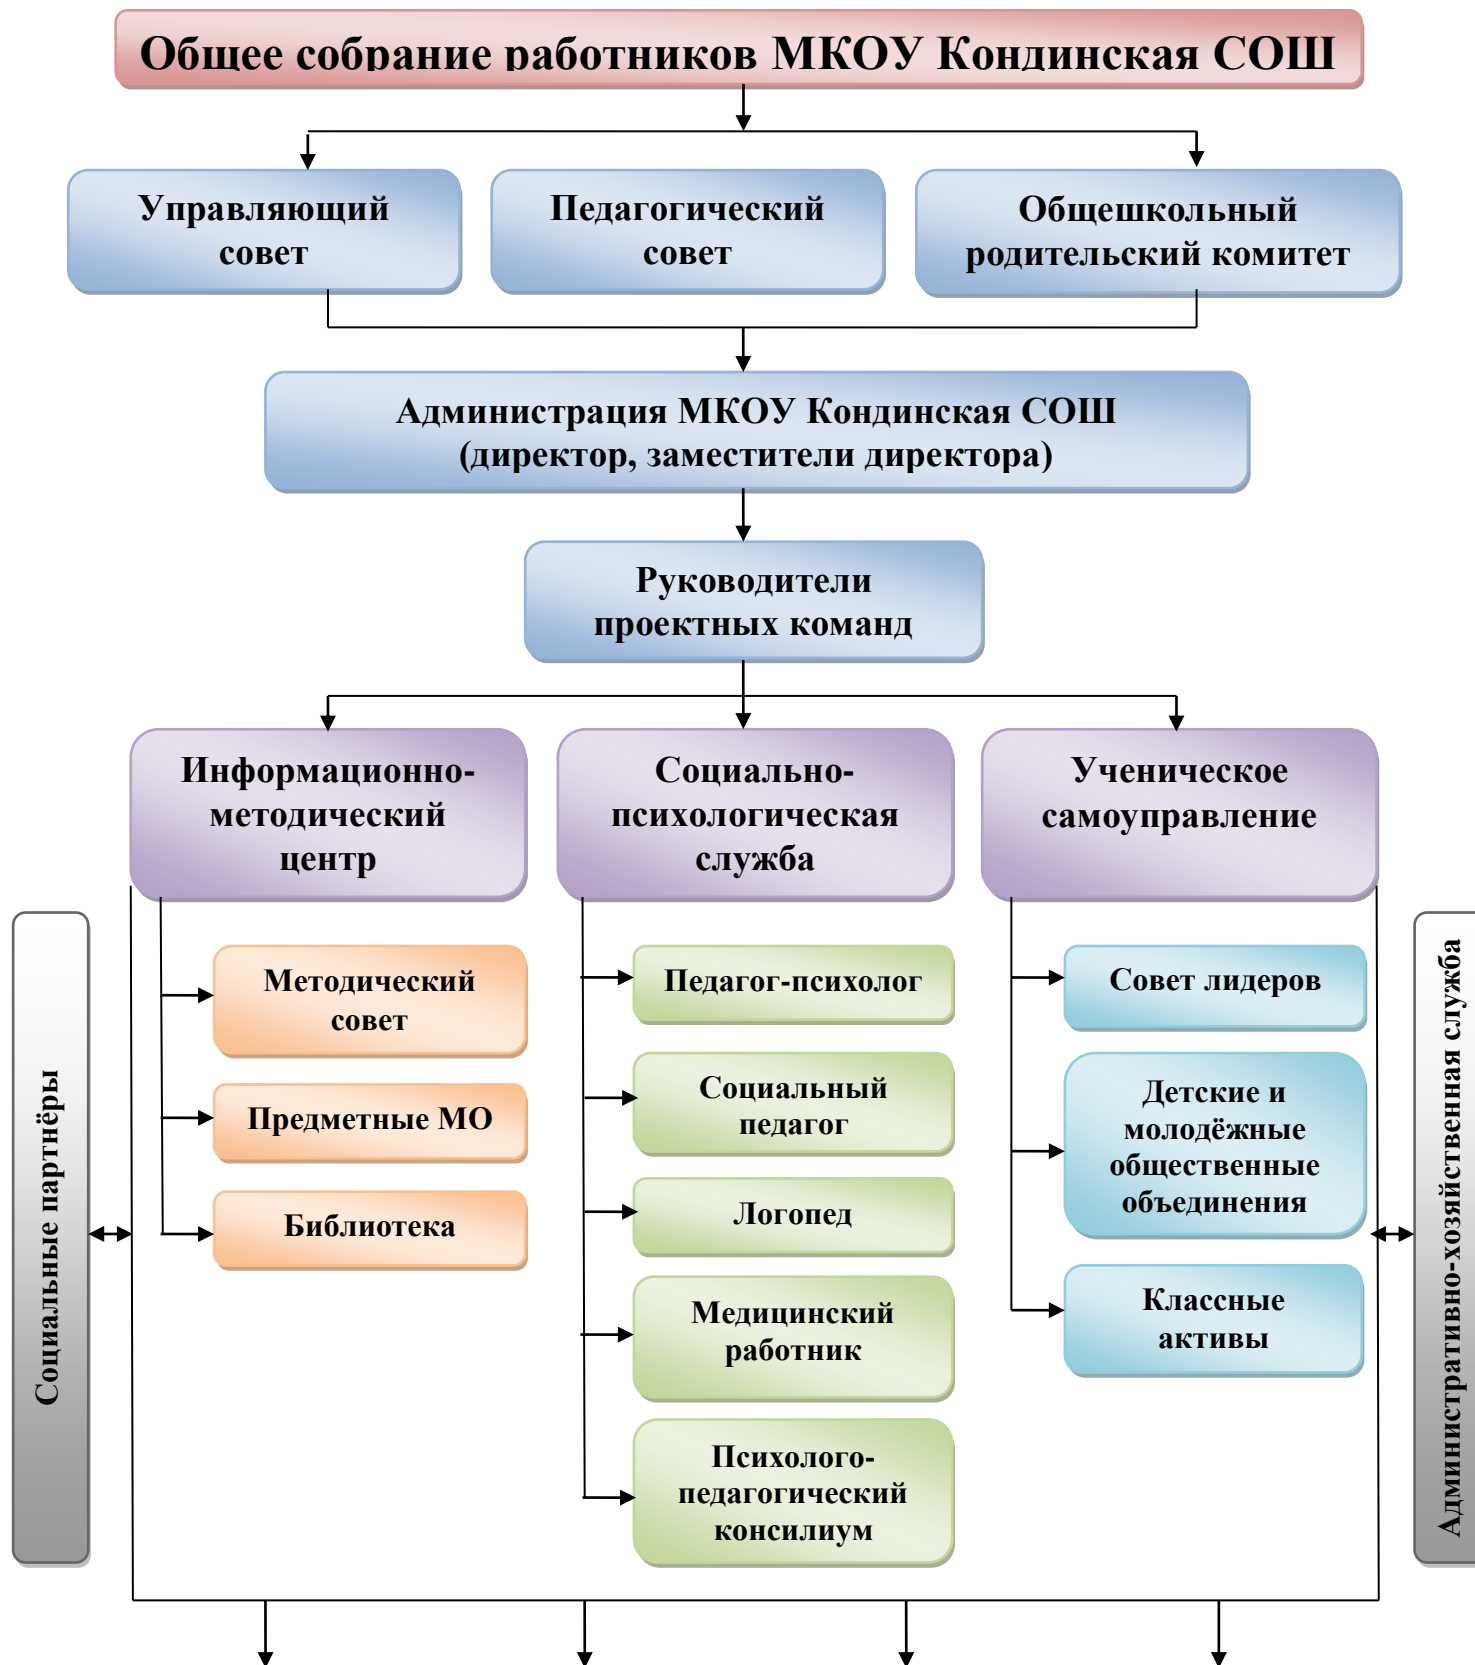 Общее собрание работников МКОУ Кондинская СОШ
Управляющий
совет
Педагогический
совет
Общешкольный
родительский комитет
Администрация МКОУ Кондинская СОШ
(директор, заместители директора)
Руководители
проектных команд
Информационно-
методический
центр
Социально-
психологическая
служба
Ученическое
самоуправление
Социальные партнёры
Методический
совет
Предметные МО
Библиотека
Педагог-психолог
Социальный
педагог
Логопед
Медицинский
работник
Психолого-
педагогический
консилиум
Совет лидеров
Детские и
молодёжные
общественные
объединения
Классные
активы
Административно-хозяйственная служба